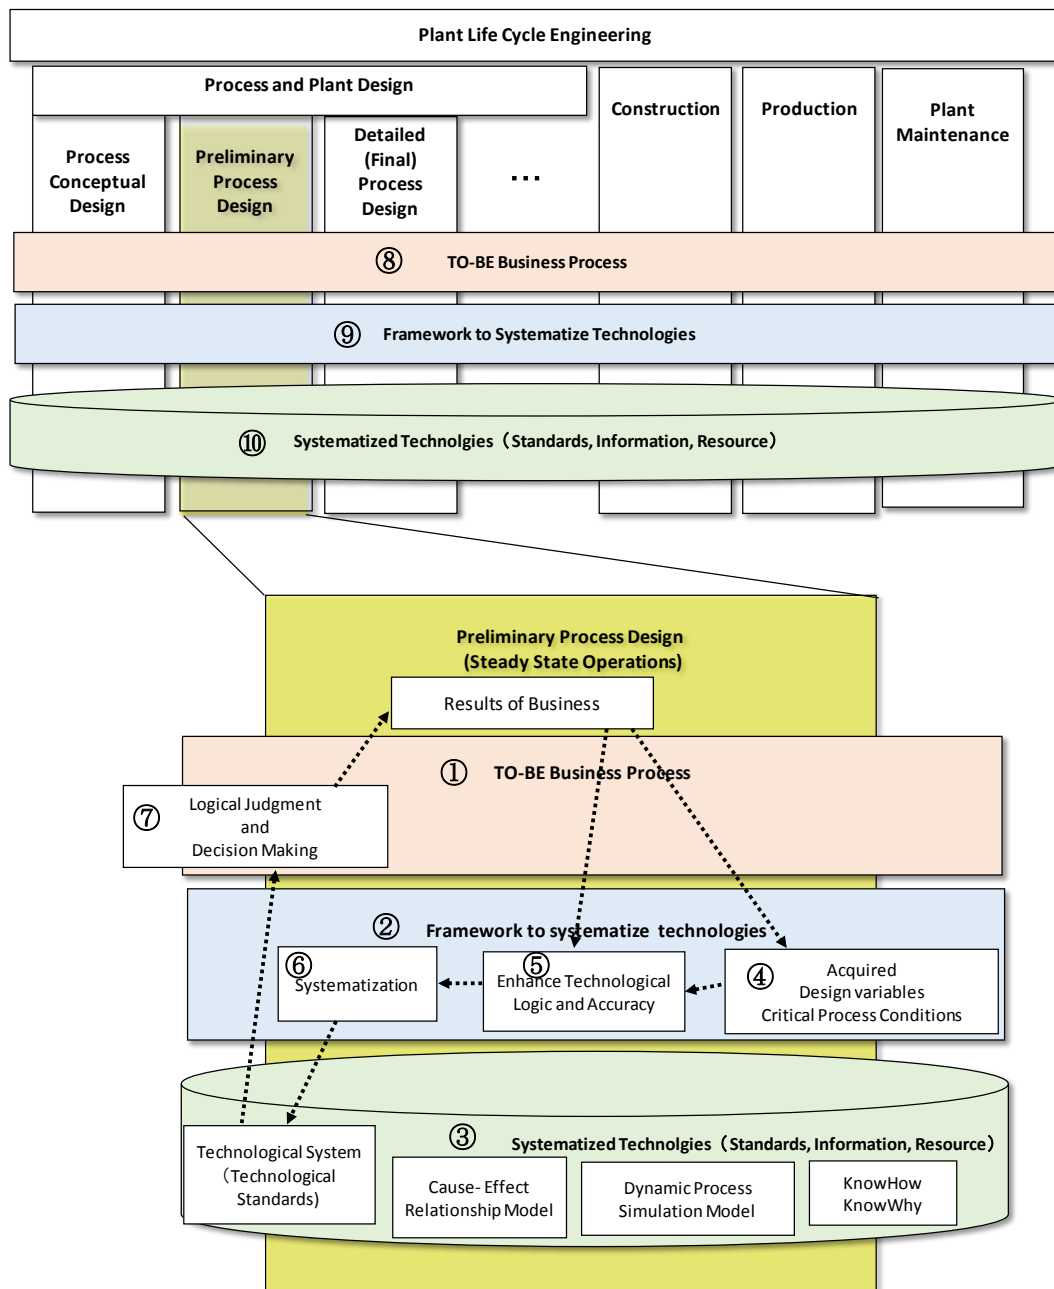 Plant Life Cycle Engineering
Process and Plant Design
Construction
Production
Plant
Maintenance
Process
Conceptual
Design
Preliminary
Process
Design
Detailed
(Final)
Process
Design
...
⑧ TO-BE Business Process
⑨ Framework to Systematize Technologies
⑩ Systematized Technolgies（Standards, Information, Resource）
Preliminary Process Design
(Steady State Operations)
Results of Business
① TO-BE Business Process
⑦ Logical Judgment
and
Decision Making
② Framework to systematize technologies
⑥ Systematization
⑤ Enhance Technological
Logic and Accuracy
④ Acquired
Design variables
Critical Process Conditions
③ Systematized Technolgies（Standards, Information, Resource）
Technological System
（Technological
Standards)
Cause- Effect
Relationship Model
Dynamic Process
Simulation Model
KnowHow
KnowWhy